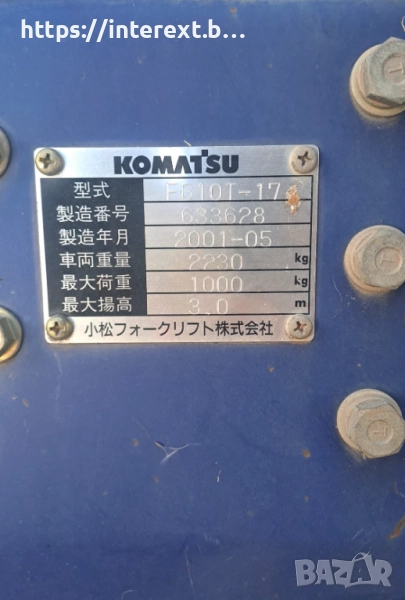 https://interext.b...
KOMATSU
型式 FG10T-17
製造番号 633628
製造年月 2001-05
車両重量 2230 kg
最大荷重 1000 kg
最大揚高 3.0 m
小松フォークリフト株式会社
BAZAR